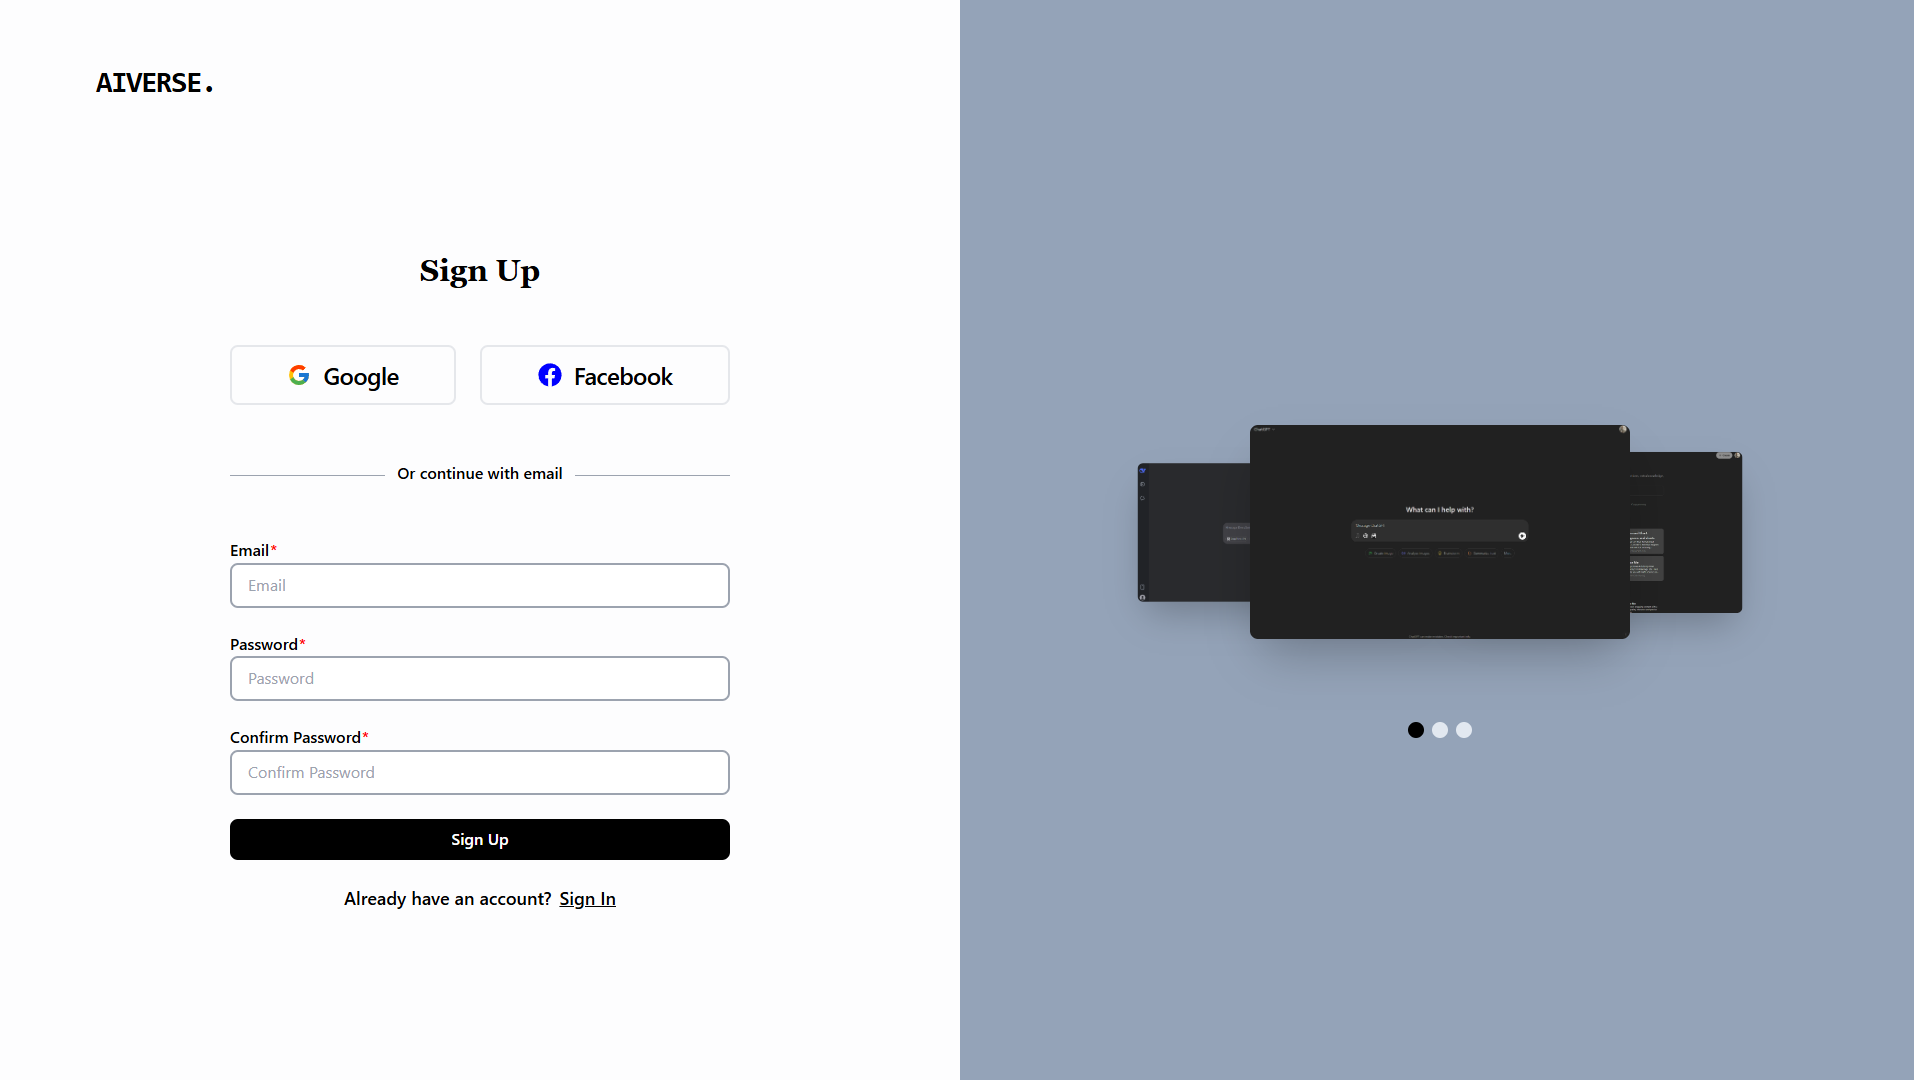 AIVERSE.
Sign Up
Google
Facebook
Or continue with email
Email*
Email
Password*
Password
Confirm Password*
Confirm Password
Sign Up
Already have an account? Sign In
ChatGPT
What can I help with?